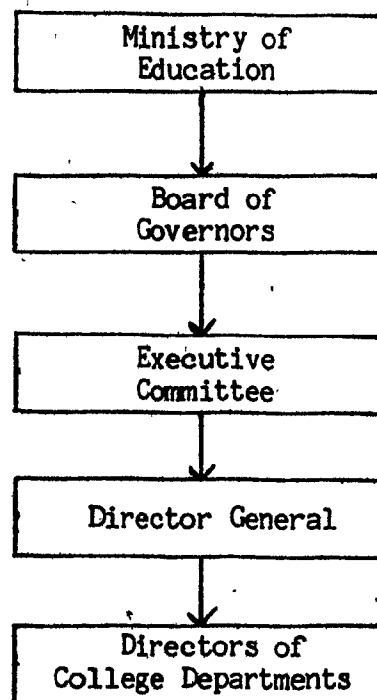 Ministry of
Education
Board of
Governors
Executive
Committee
Director General
Directors of
College Departments